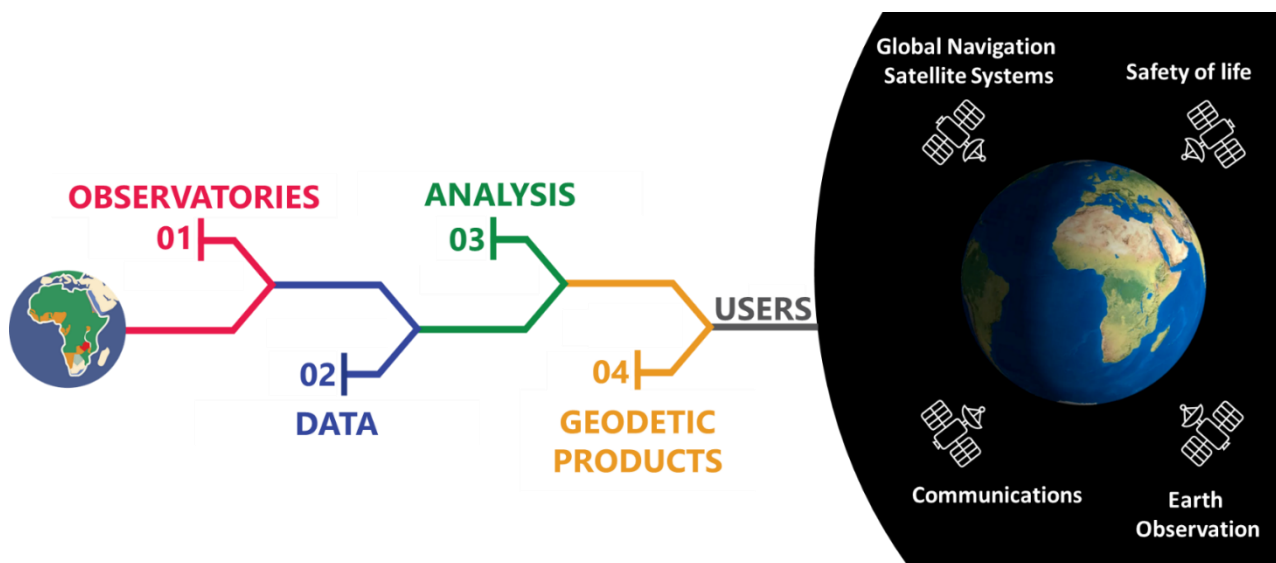 OBSERVATORIES
01
02
DATA
ANALYSIS
03
04
GEODETIC
PRODUCTS
USERS
Global Navigation
Satellite Systems
Safety of life
Communications
Earth
Observation